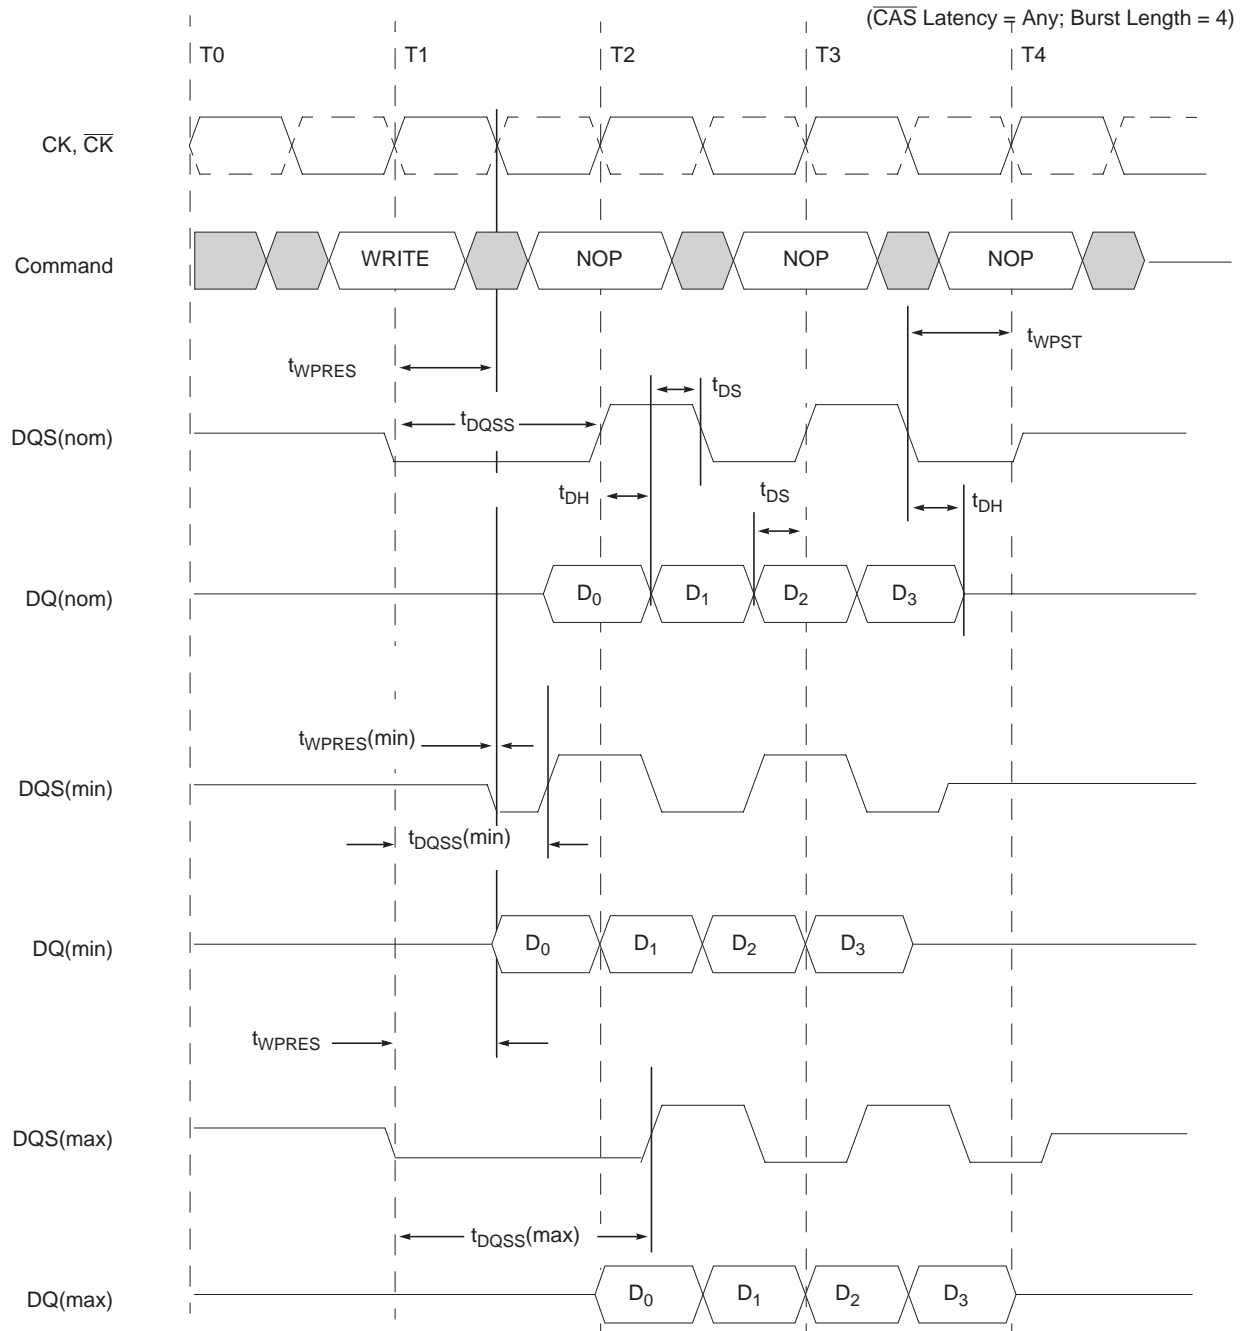 (C̅A̅S̅ Latency = Any; Burst Length = 4)
T0 T1 T2 T3 T4
CK, C̅K̅
Command WRITE NOP NOP NOP
tWPST
tWPRES
tDS
DQS(nom) tDQSS
tDH tDS tDH
DQ(nom) D0 D1 D2 D3
tWPRES(min)
DQS(min)
tDQSS(min)
DQ(min) D0 D1 D2 D3
tWPRES
DQS(max)
tDQSS(max)
DQ(max) D0 D1 D2 D3